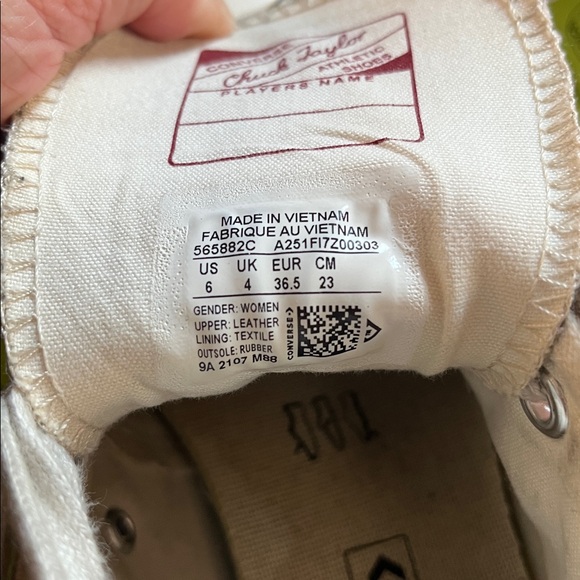 CONVERSE
Chuck Taylor
ATHLETIC
SHOES
PLAYERS NAME
MADE IN VIETNAM
FABRIQUE AU VIETNAM
565882C A251FI7Z00303
US UK EUR CM
6 4 36.5 23
GENDER: WOMEN
UPPER: LEATHER
LINING: TEXTILE
OUTSOLE: RUBBER
9A 2107 M88
CONVERSE